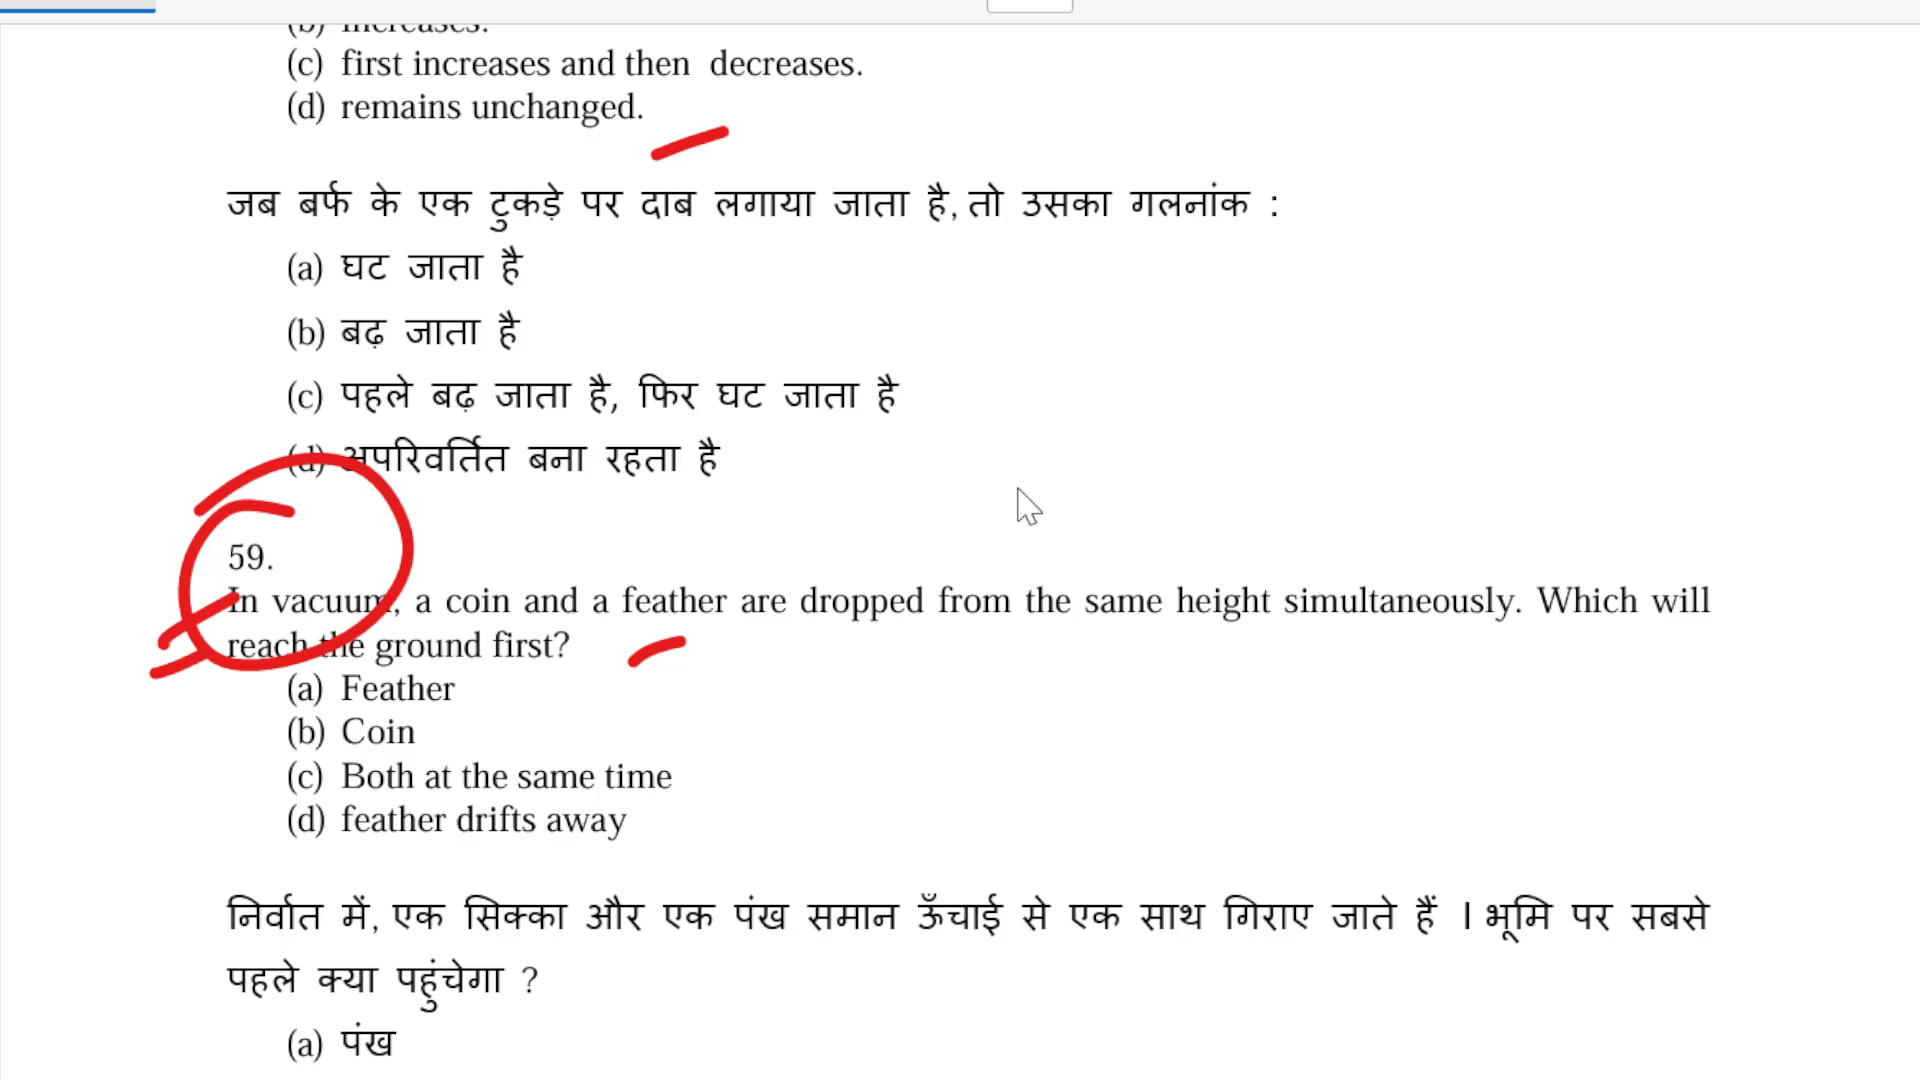 (b) increases.
(c) first increases and then decreases.
(d) remains unchanged.
जब बर्फ के एक टुकड़े पर दाब लगाया जाता है, तो उसका गलनांक :
(a) घट जाता है
(b) बढ़ जाता है
(c) पहले बढ़ जाता है, फिर घट जाता है
(d) अपरिवर्तित बना रहता है
59.
In vacuum, a coin and a feather are dropped from the same height simultaneously. Which will
reach the ground first?
(a) Feather
(b) Coin
(c) Both at the same time
(d) feather drifts away
निर्वात में, एक सिक्का और एक पंख समान ऊँचाई से एक साथ गिराए जाते हैं । भूमि पर सबसे
पहले क्या पहुंचेगा ?
(a) पंख